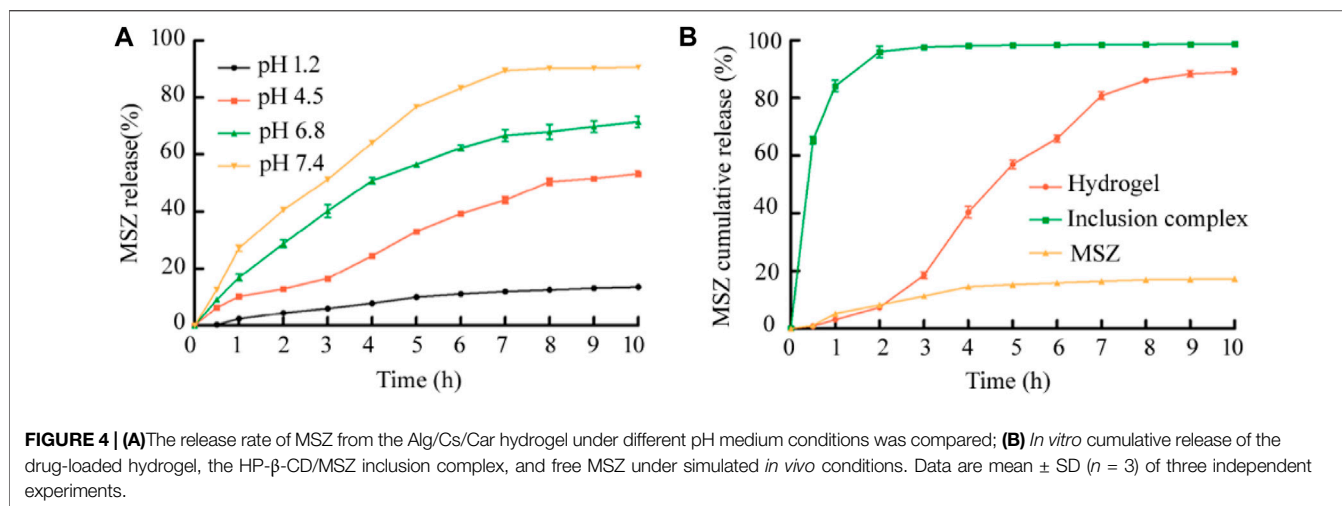 A
MSZ release(%)
100
80
60
40
20
0
pH 1.2
pH 4.5
pH 6.8
pH 7.4
0 1 2 3 4 5 6 7 8 9 10
Time (h)
B
MSZ cumulative release (%)
100
80
60
40
20
0
Hydrogel
Inclusion complex
MSZ
0 1 2 3 4 5 6 7 8 9 10
Time (h)
FIGURE 4 | (A)The release rate of MSZ from the Alg/Cs/Car hydrogel under different pH medium conditions was compared; (B) In vitro cumulative release of the
drug-loaded hydrogel, the HP-β-CD/MSZ inclusion complex, and free MSZ under simulated in vivo conditions. Data are mean ± SD (n = 3) of three independent
experiments.